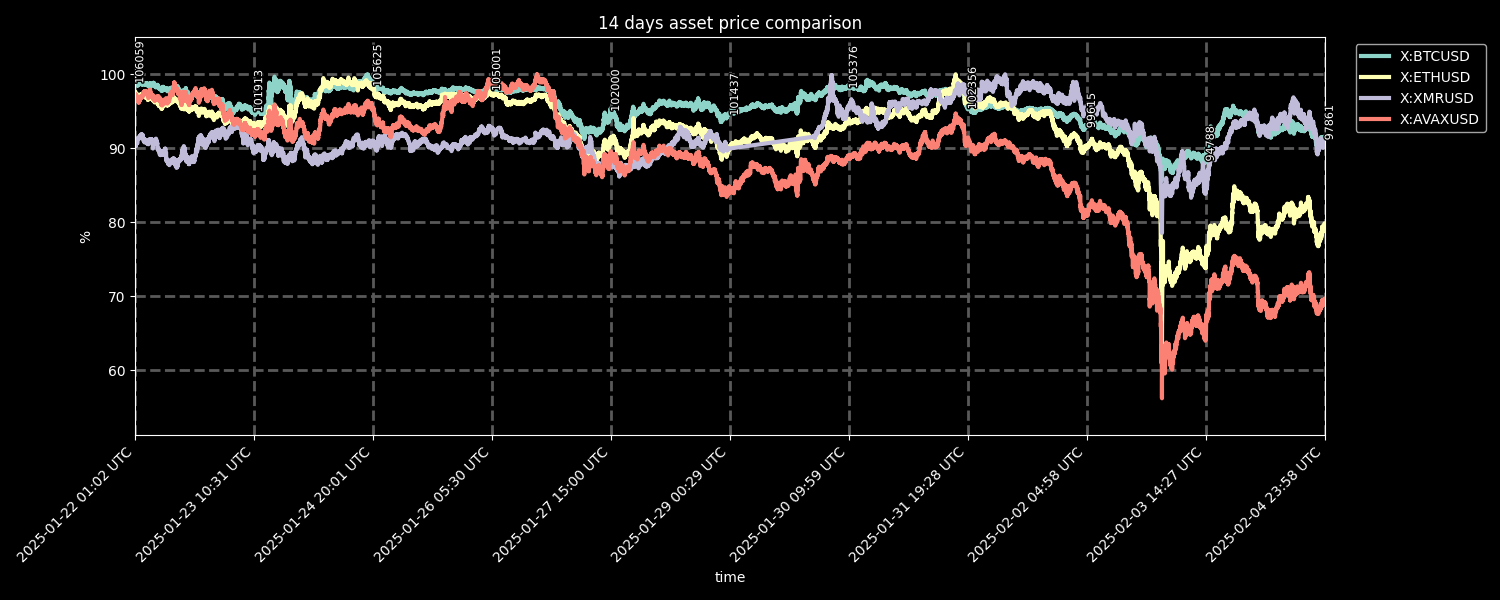 14 days asset price comparison
X:BTCUSD
X:ETHUSD
X:XMRUSD
X:AVAXUSD
106059
101913
105625
105001
102000
101437
105376
102356
99615
94788
97861
100
90
80
70
60
%
2025-01-22 01:02 UTC
2025-01-23 10:31 UTC
2025-01-24 20:01 UTC
2025-01-26 05:30 UTC
2025-01-27 15:00 UTC
2025-01-29 00:29 UTC
2025-01-30 09:59 UTC
2025-01-31 19:28 UTC
2025-02-02 04:58 UTC
2025-02-03 14:27 UTC
2025-02-04 23:58 UTC
time